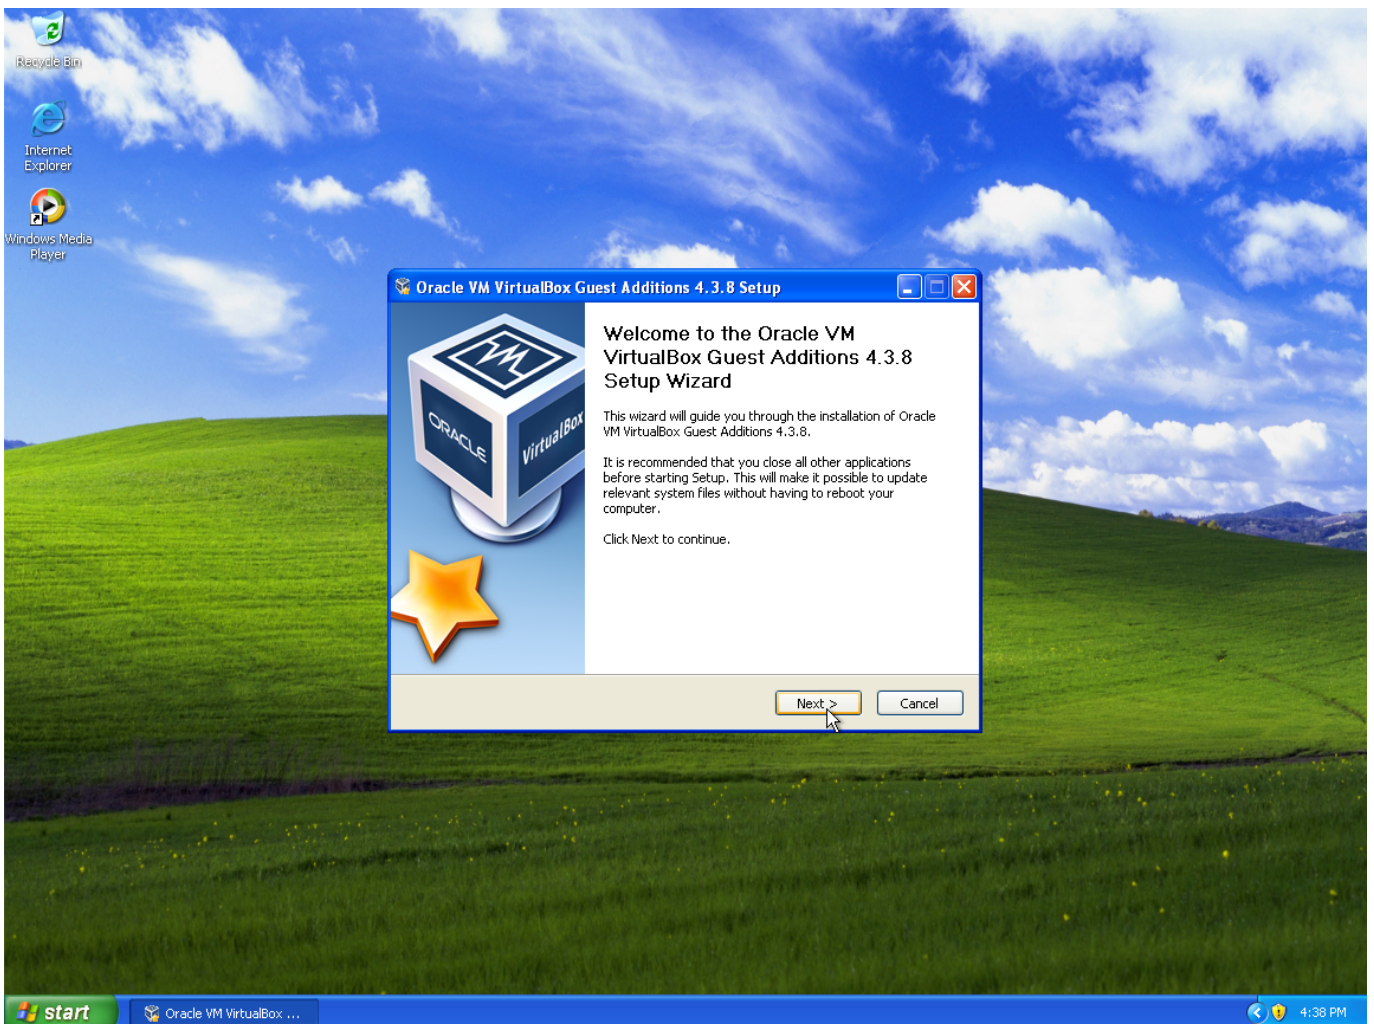 Recycle Bin
Internet
Explorer
Windows Media
Player
Oracle VM VirtualBox Guest Additions 4.3.8 Setup
ORACLE
VirtualBox
Welcome to the Oracle VM
VirtualBox Guest Additions 4.3.8
Setup Wizard
This wizard will guide you through the installation of Oracle
VM VirtualBox Guest Additions 4.3.8.
It is recommended that you close all other applications
before starting Setup. This will make it possible to update
relevant system files without having to reboot your
computer.
Click Next to continue.
Next >
Cancel
start
Oracle VM VirtualBox ...
4:38 PM